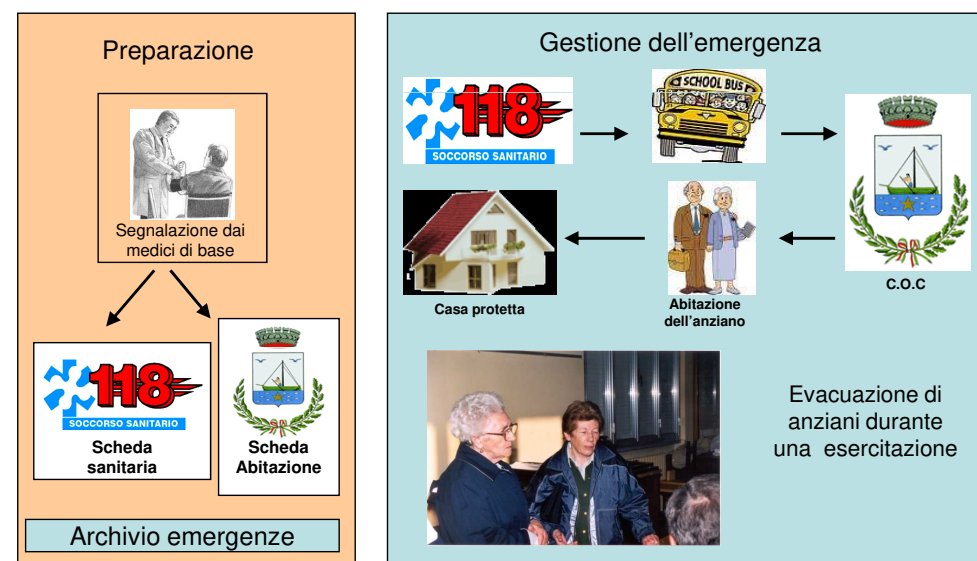 Preparazione
Segnalazione dai
medici di base
118
SOCCORSO SANITARIO
Scheda
sanitaria
Scheda
Abitazione
Archivio emergenze
Gestione dell'emergenza
118
SOCCORSO SANITARIO
SCHOOL BUS
C.O.C
Abitazione
dell'anziano
Casa protetta
Evacuazione di
anziani durante
una esercitazione